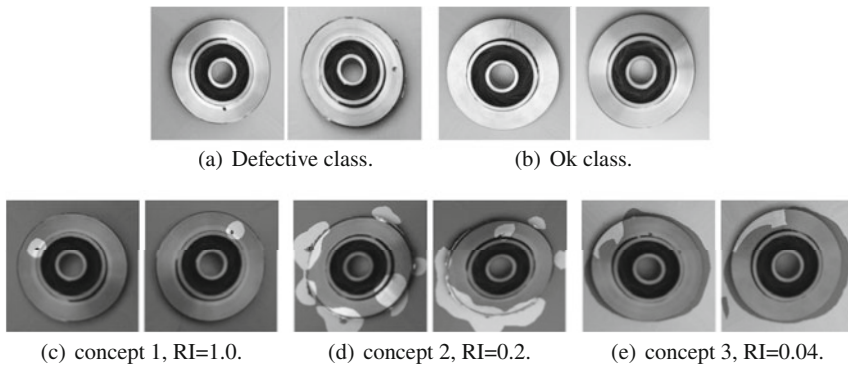 (a) Defective class.
(b) Ok class.
(c) concept 1, RI=1.0.
(d) concept 2, RI=0.2.
(e) concept 3, RI=0.04.